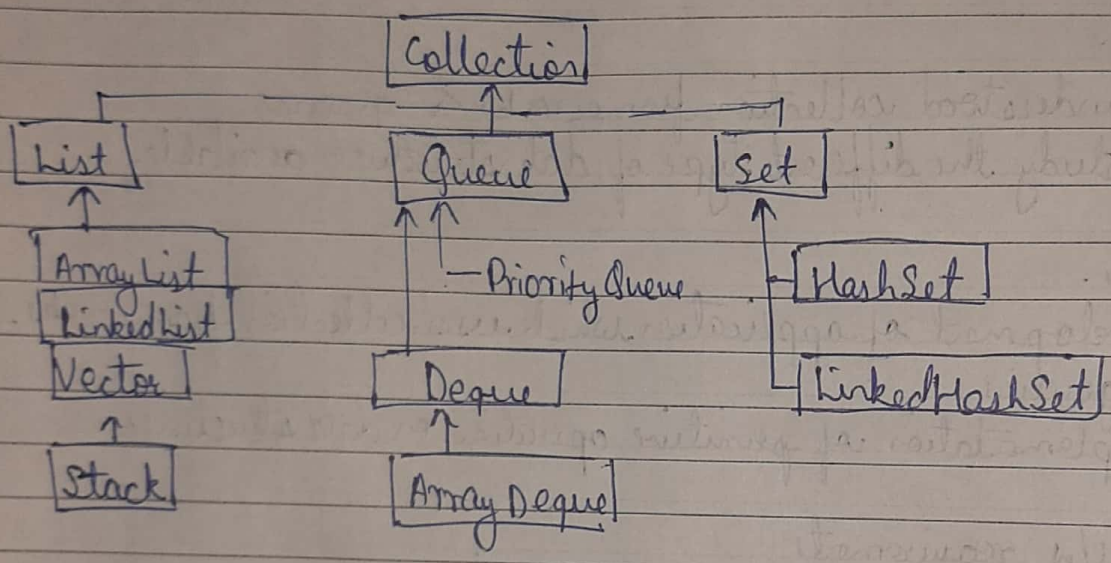 Collection
List Queue Set
ArrayList
LinkedList
Vector
Stack
PriorityQueue
Deque
ArrayDeque
HashSet
LinkedHashSet